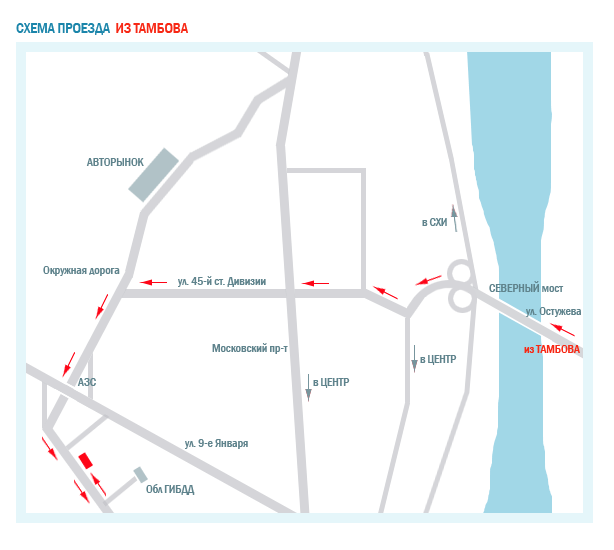 СХЕМА ПРОЕЗДА ИЗ ТАМБОВА
АВТОРЫНОК
в СХИ
Окружная дорога
ул. 45-й ст. Дивизии
СЕВЕРНЫЙ мост
ул. Остужева
Московский пр-т
из ТАМБОВА
в ЦЕНТР
АЗС
в ЦЕНТР
ул. 9-е Января
Обл ГИБДД